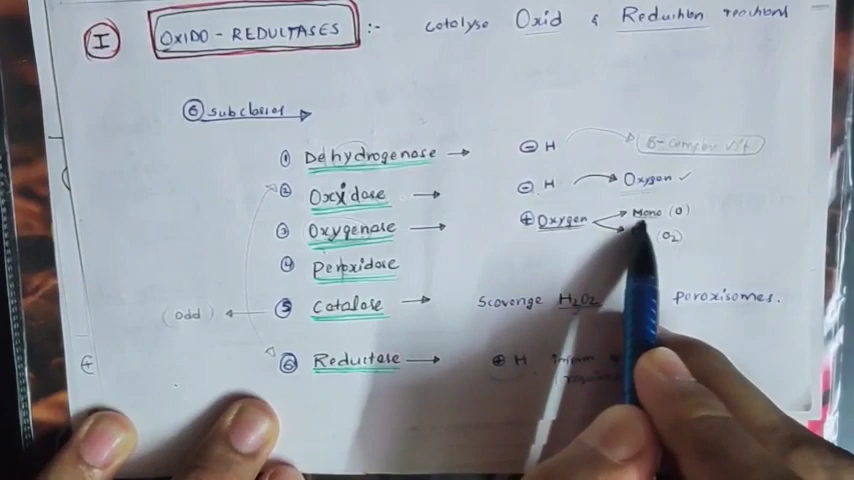 I OXIDO - REDULTASES :- catalyse Oxid & Reduction reactions
6 subclasses →
1 Dehydrogenase → ⊖ H → B-complex vit
2 Oxidase → ⊖ H → Oxygen ✓
3 Oxygenase → ⊕ Oxygen → Mono (O)
→ (O2)
4 peroxidase
(odd) ← 5 Catalase → Scavenge H2O2 peroxisomes.
6 Reductase → ⊕ H